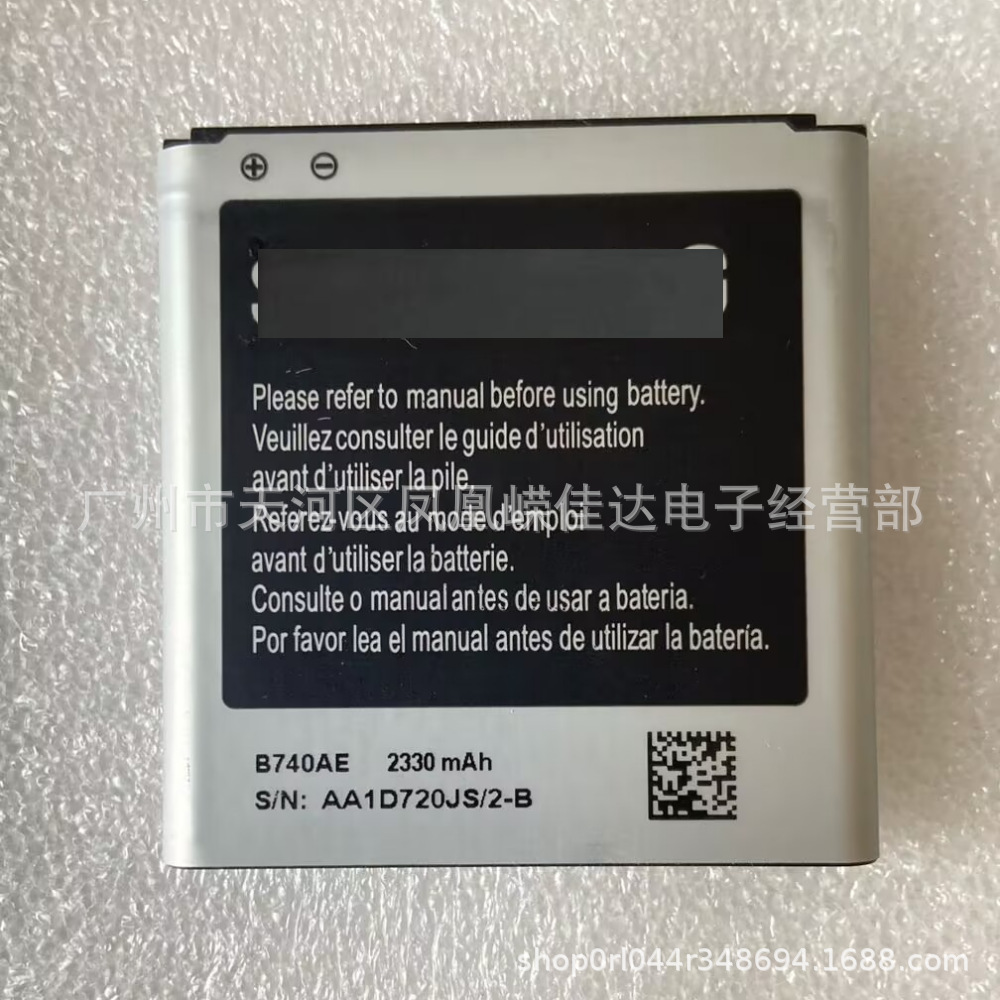 Please refer to manual before using battery.
Veuillez consulter le guide d'utilisation
avant d'utiliser la pile.
广州市天河区凤凰嵘佳达电子经营部
Referez-vous au mode d'emploi
avant d'utiliser la batterie.
Consulte o manual antes de usar a bateria.
Por favor lea el manual antes de utilizar la batería.
B740AE 2330 mAh
S/N: AA1D720JS/2-B
shop0rl044r348694.1688.com